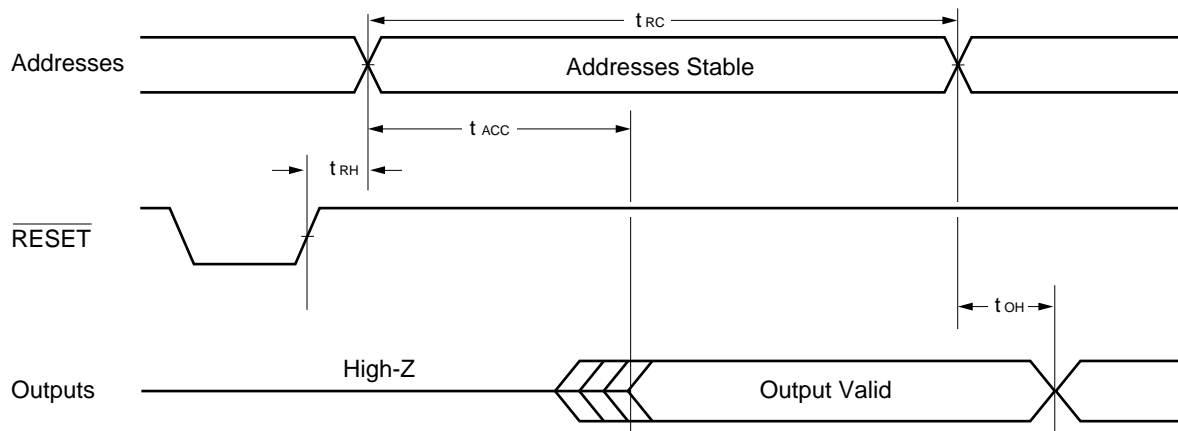 t RC
Addresses
Addresses Stable
t ACC
t RH
RESET
t OH
High-Z
Outputs
Output Valid